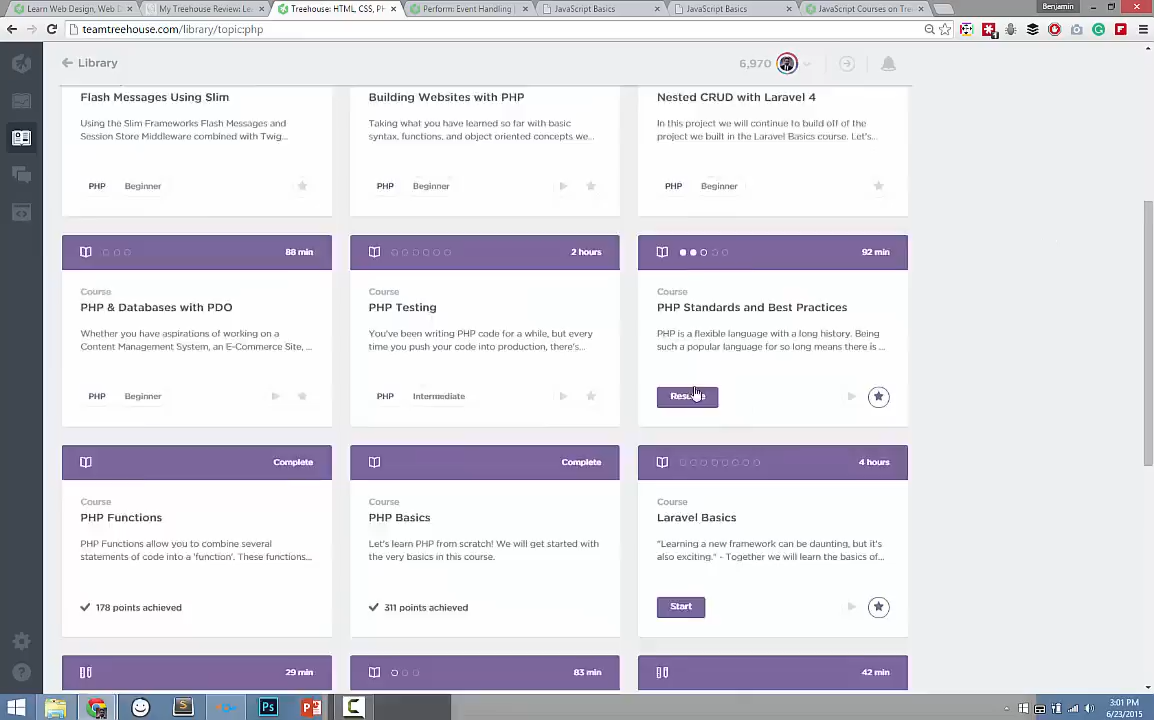 Learn Web Design, Web D
My Treehouse Review: Le
Treehouse: HTML, CSS, PH
Perform: Event Handling
JavaScript Basics
JavaScript Basics
JavaScript Courses on Tre
Benjamin
teamtreehouse.com/library/topic:php
Library
6,970
Flash Messages Using Slim
Using the Slim Frameworks Flash Messages and
Session Store Middleware combined with Twig...
PHP Beginner
Building Websites with PHP
Taking what you have learned so far with basic
syntax, functions, and object oriented concepts we...
PHP Beginner
Nested CRUD with Laravel 4
In this project we will continue to build off of the
project we built in the Laravel Basics course. Let's...
PHP Beginner
88 min
Course
PHP & Databases with PDO
Whether you have aspirations of working on a
Content Management System, an E-Commerce Site, ...
PHP Beginner
2 hours
Course
PHP Testing
You've been writing PHP code for a while, but every
time you push your code into production, there's...
PHP Intermediate
92 min
Course
PHP Standards and Best Practices
PHP is a flexible language with a long history. Being
such a popular language for so long means there is ...
Complete
Course
PHP Functions
PHP Functions allow you to combine several
statements of code into a 'function'. These functions...
178 points achieved
Complete
Course
PHP Basics
Let's learn PHP from scratch! We will get started with
the very basics in this course.
311 points achieved
4 hours
Course
Laravel Basics
"Learning a new framework can be daunting, but it's
also exciting." - Together we will learn the basics of...
Start
29 min
83 min
42 min
3:01 PM
6/23/2015